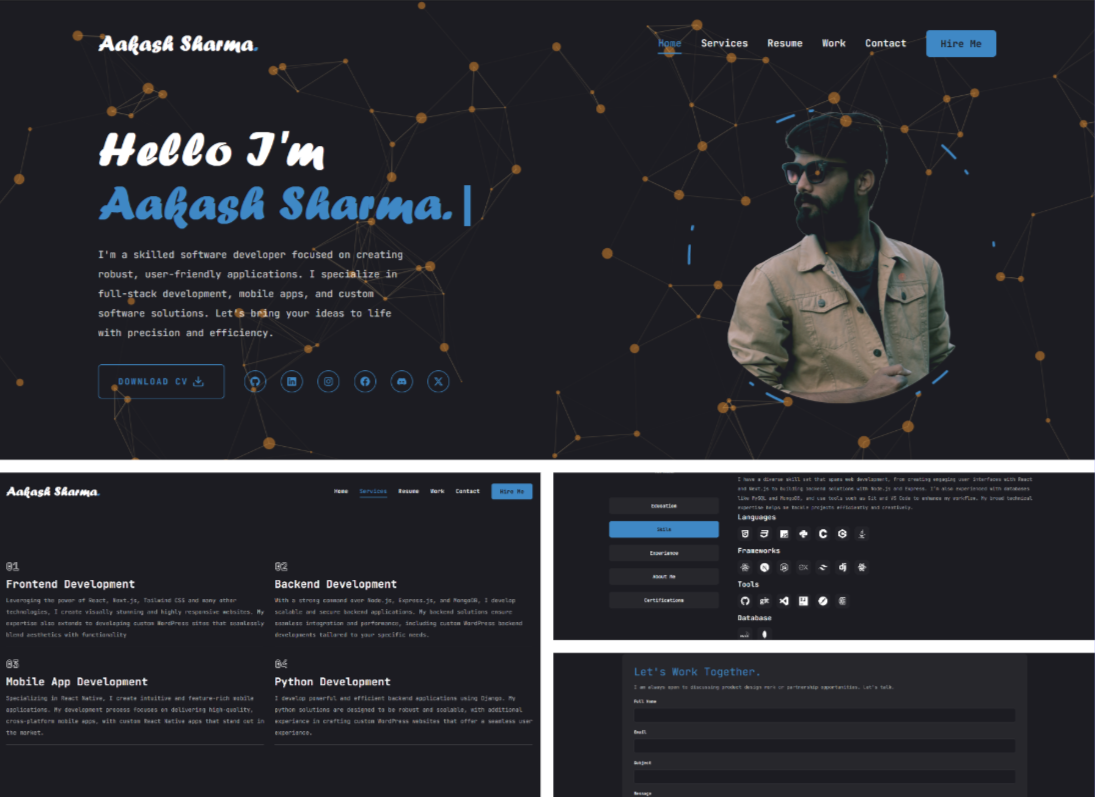 Aakash Sharma.
Home Services Resume Work Contact Hire Me
Hello I'm
Aakash Sharma.
I'm a skilled software developer focused on creating
robust, user-friendly applications. I specialize in
full-stack development, mobile apps, and custom
software solutions. Let's bring your ideas to life
with precision and efficiency.
DOWNLOAD CV
Aakash Sharma.
Home Services Resume Work Contact Hire Me
01
Frontend Development
Leveraging the power of React, Next.js, Tailwind CSS and many other
technologies, I create visually stunning and highly responsive websites. My
expertise also extends to developing custom WordPress sites that seamlessly
blend aesthetics with functionality
02
Backend Development
With a strong command over Node.js, Express.js, and MongoDB, I develop
scalable and secure backend applications. My backend solutions ensure
seamless integration and performance, including custom WordPress backend
developments tailored to your specific needs.
03
Mobile App Development
Specializing in React Native, I create intuitive and feature-rich mobile
applications. My development process focuses on delivering high-quality,
cross-platform mobile apps, with custom React Native apps that stand out in
the market.
04
Python Development
I develop powerful and efficient backend applications using Django. My
python solutions are designed to be robust and scalable, with additional
experience in crafting custom WordPress websites that offer a seamless user
experience.
Education
Skills
Experience
About Me
Certifications
I have a diverse skill set that spans web development, from creating engaging user interfaces with React
and Next.js to building backend solutions with Node.js and Express. I'm also experienced with databases
like MySQL and MongoDB, and use tools such as Git and VS Code to enhance my workflow. My broad technical
expertise helps me tackle projects efficiently and creatively.
Languages
Frameworks
Tools
Database
Let's Work Together.
I am always open to discussing product design work or partnership opportunities. Let's talk.
Full Name
Email
Subject
Message